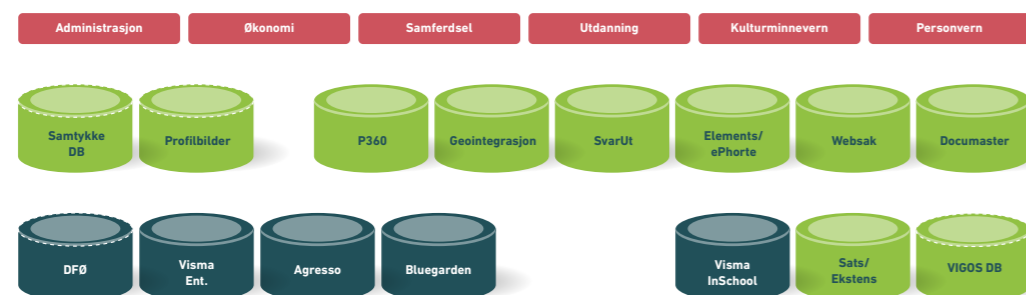 Administrasjon
Økonomi
Samferdsel
Utdanning
Kulturminnevern
Personvern
Samtykke
DB
Profilbilder
P360
Geointegrasjon
SvarUt
Elements/
ePhorte
Websak
Documaster
DFØ
Visma
Ent.
Agresso
Bluegarden
Visma
InSchool
Sats/
Ekstens
VIGOS DB